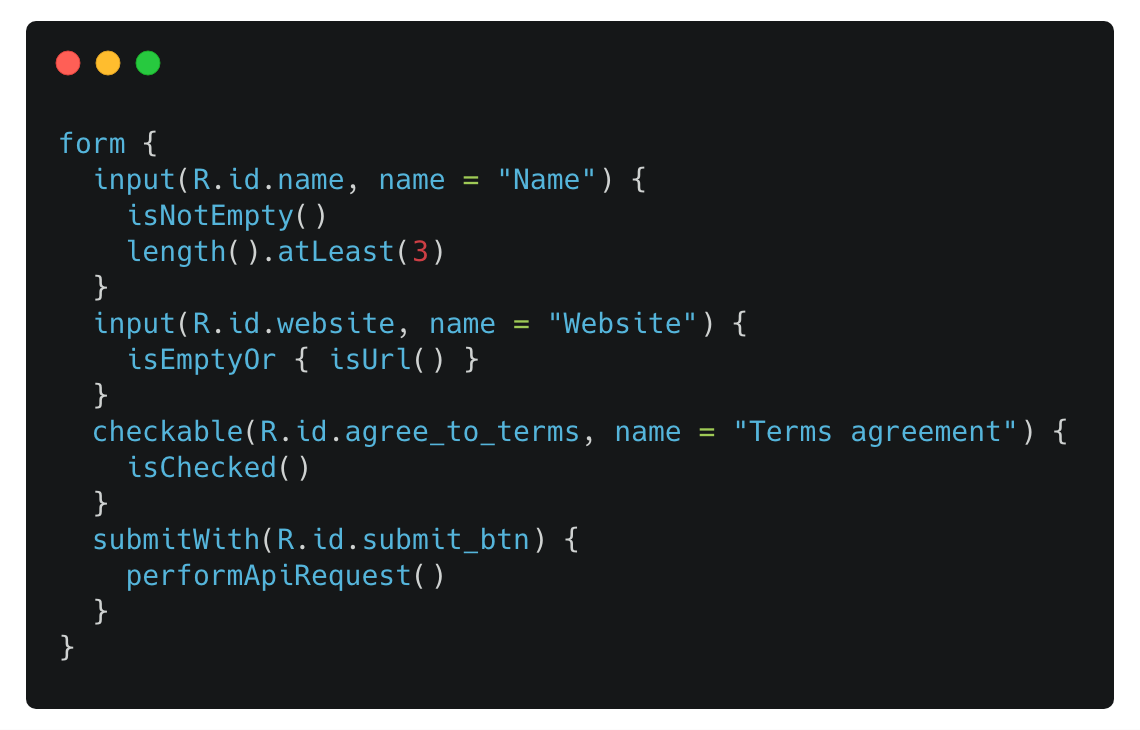 form {
  input(R.id.name, name = "Name") {
    isNotEmpty()
    length().atLeast(3)
  }
  input(R.id.website, name = "Website") {
    isEmptyOr { isUrl() }
  }
  checkable(R.id.agree_to_terms, name = "Terms agreement") {
    isChecked()
  }
  submitWith(R.id.submit_btn) {
    performApiRequest()
  }
}